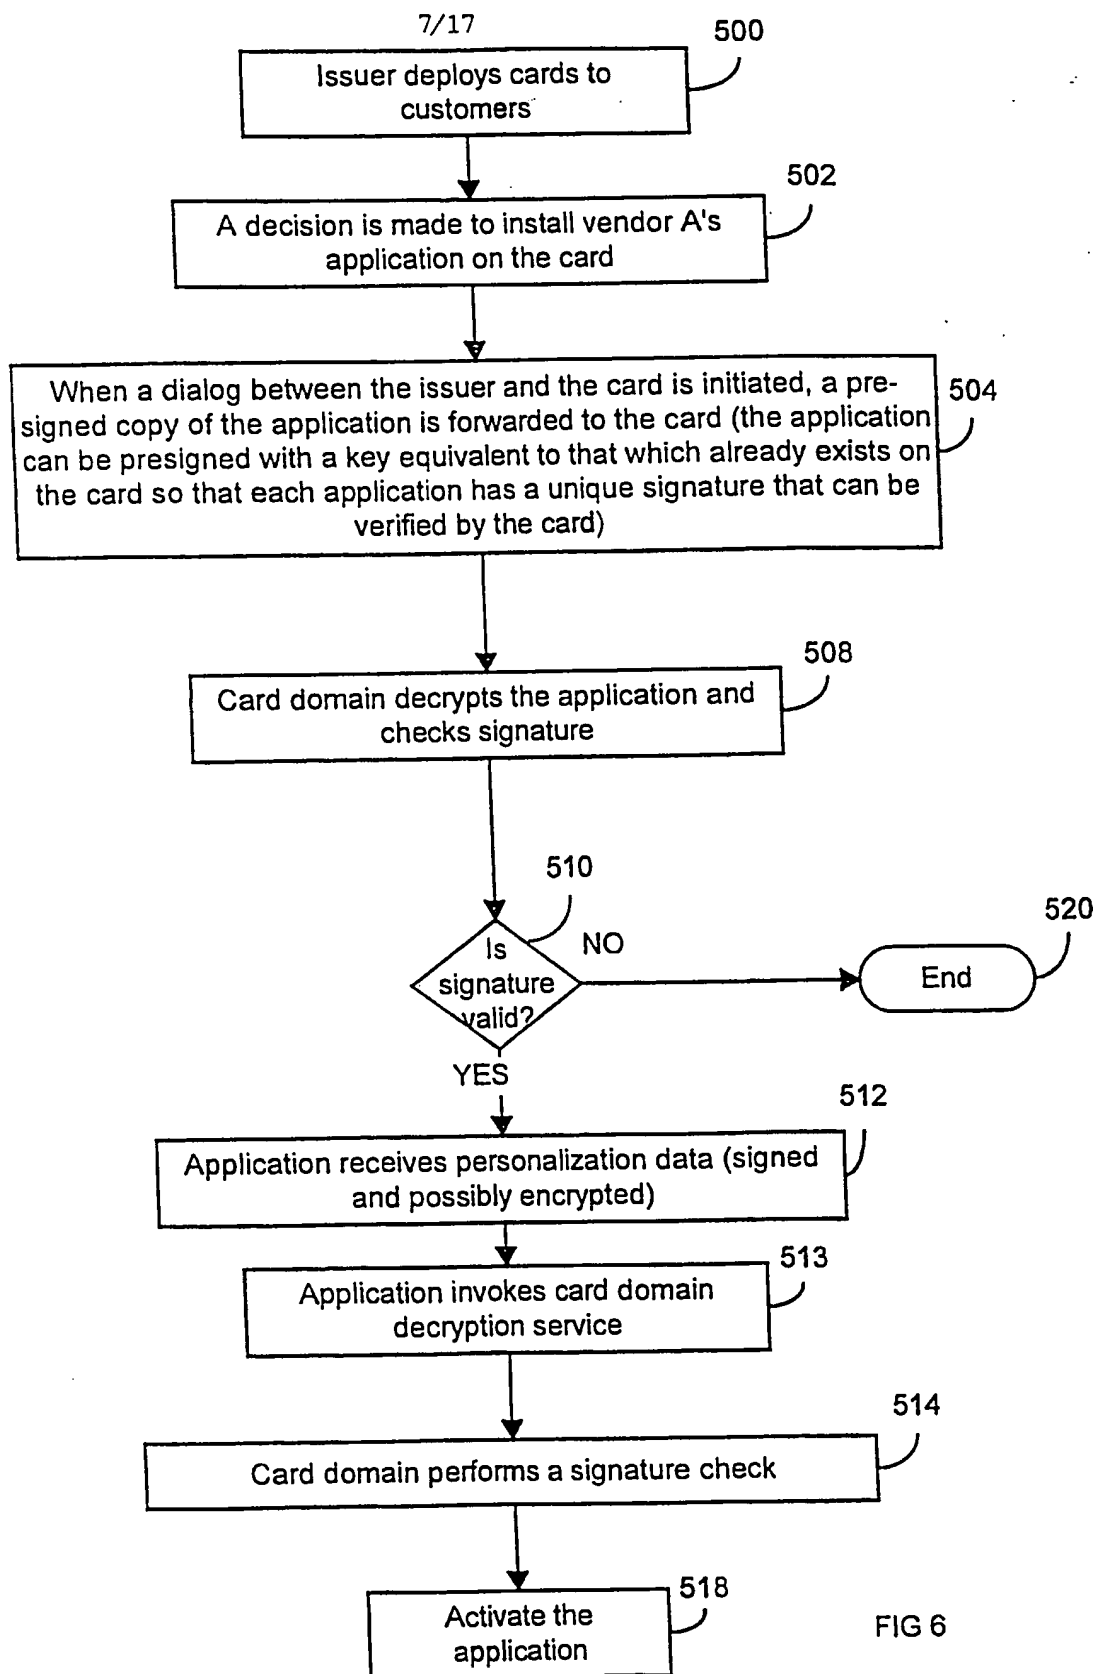 7/17
500
Issuer deploys cards to
customers
502
A decision is made to install vendor A's
application on the card
504
When a dialog between the issuer and the card is initiated, a pre-
signed copy of the application is forwarded to the card (the application
can be presigned with a key equivalent to that which already exists on
the card so that each application has a unique signature that can be
verified by the card)
508
Card domain decrypts the application and
checks signature
510
Is
signature
valid?
NO
520
End
YES
512
Application receives personalization data (signed
and possibly encrypted)
513
Application invokes card domain
decryption service
514
Card domain performs a signature check
518
Activate the
application
FIG 6